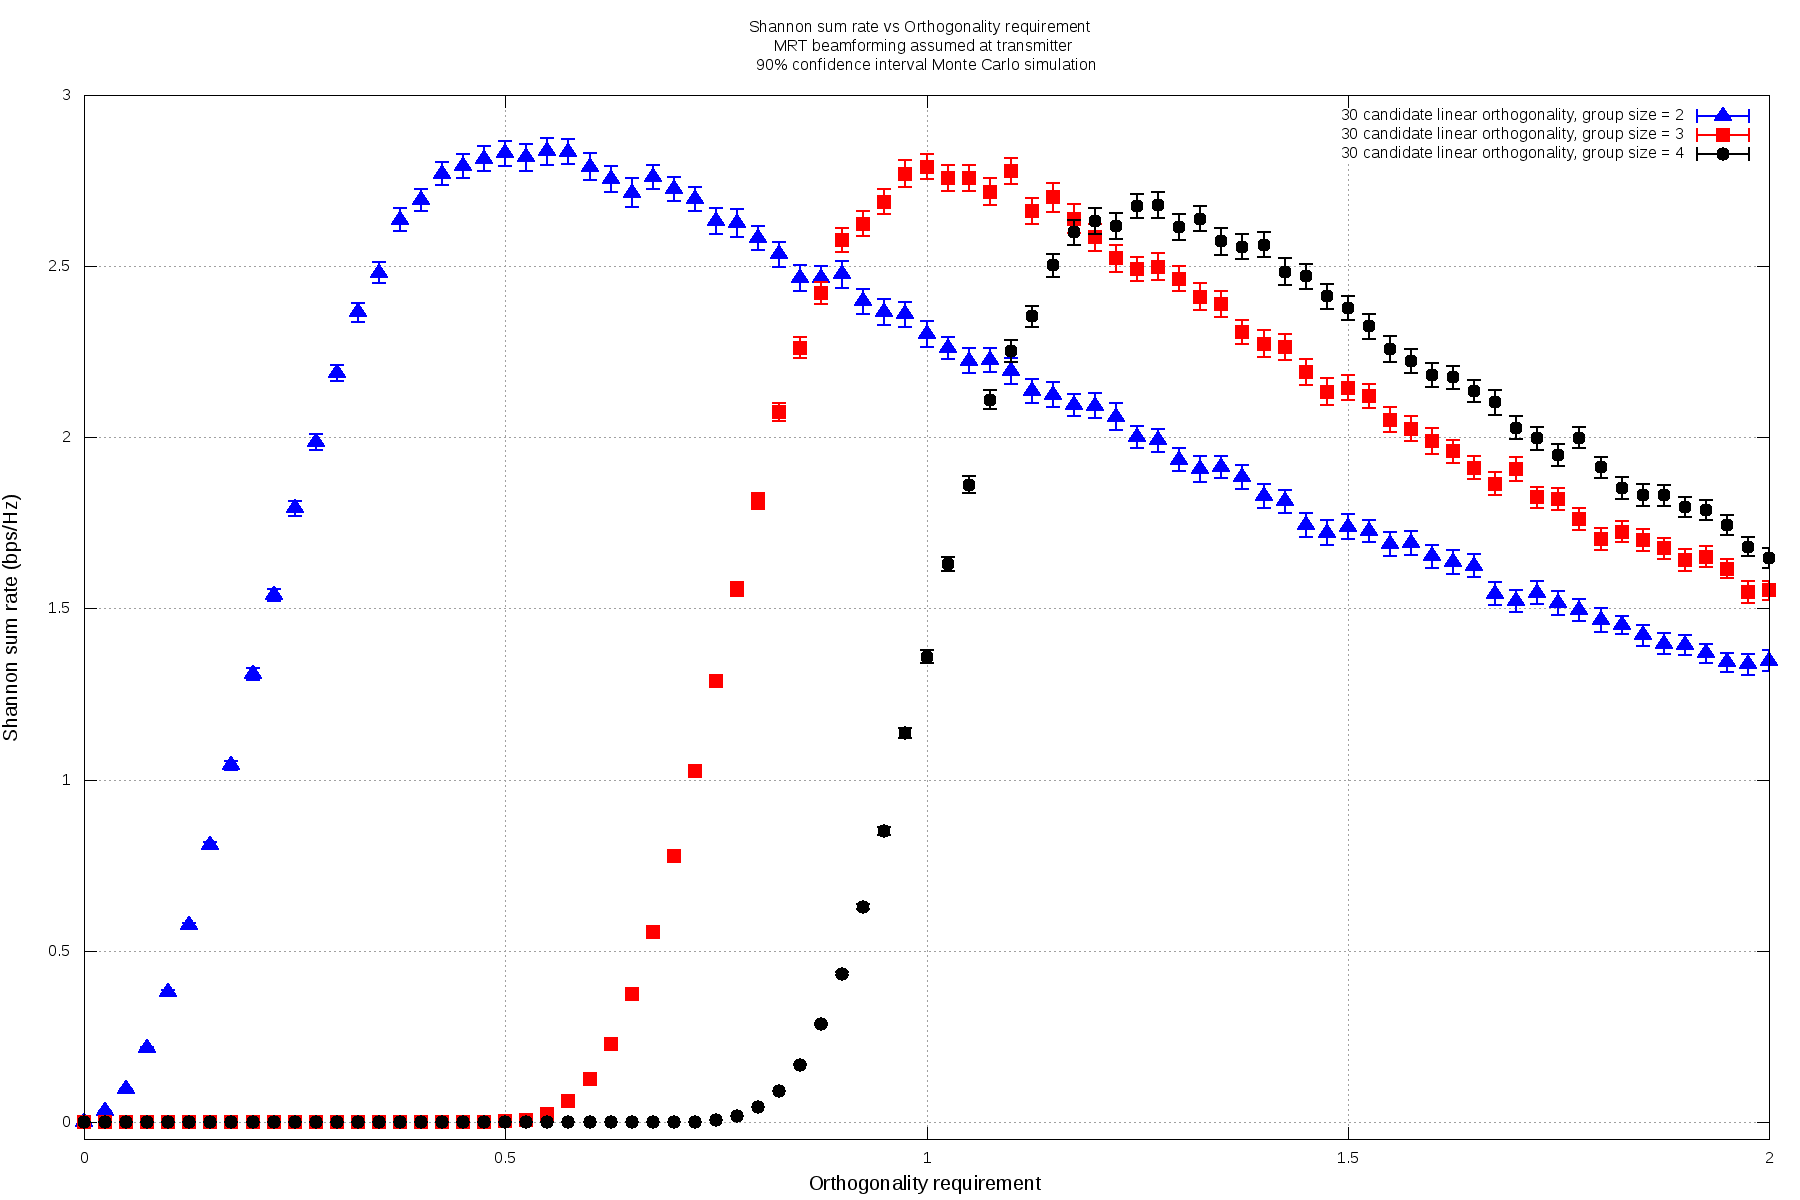 Shannon sum rate vs Orthogonality requirement
MRT beamforming assumed at transmitter
90% confidence interval Monte Carlo simulation
30 candidate linear orthogonality, group size = 2
30 candidate linear orthogonality, group size = 3
30 candidate linear orthogonality, group size = 4
Shannon sum rate (bps/Hz)
3
2.5
2
1.5
1
0.5
0
0 0.5 1 1.5 2
Orthogonality requirement